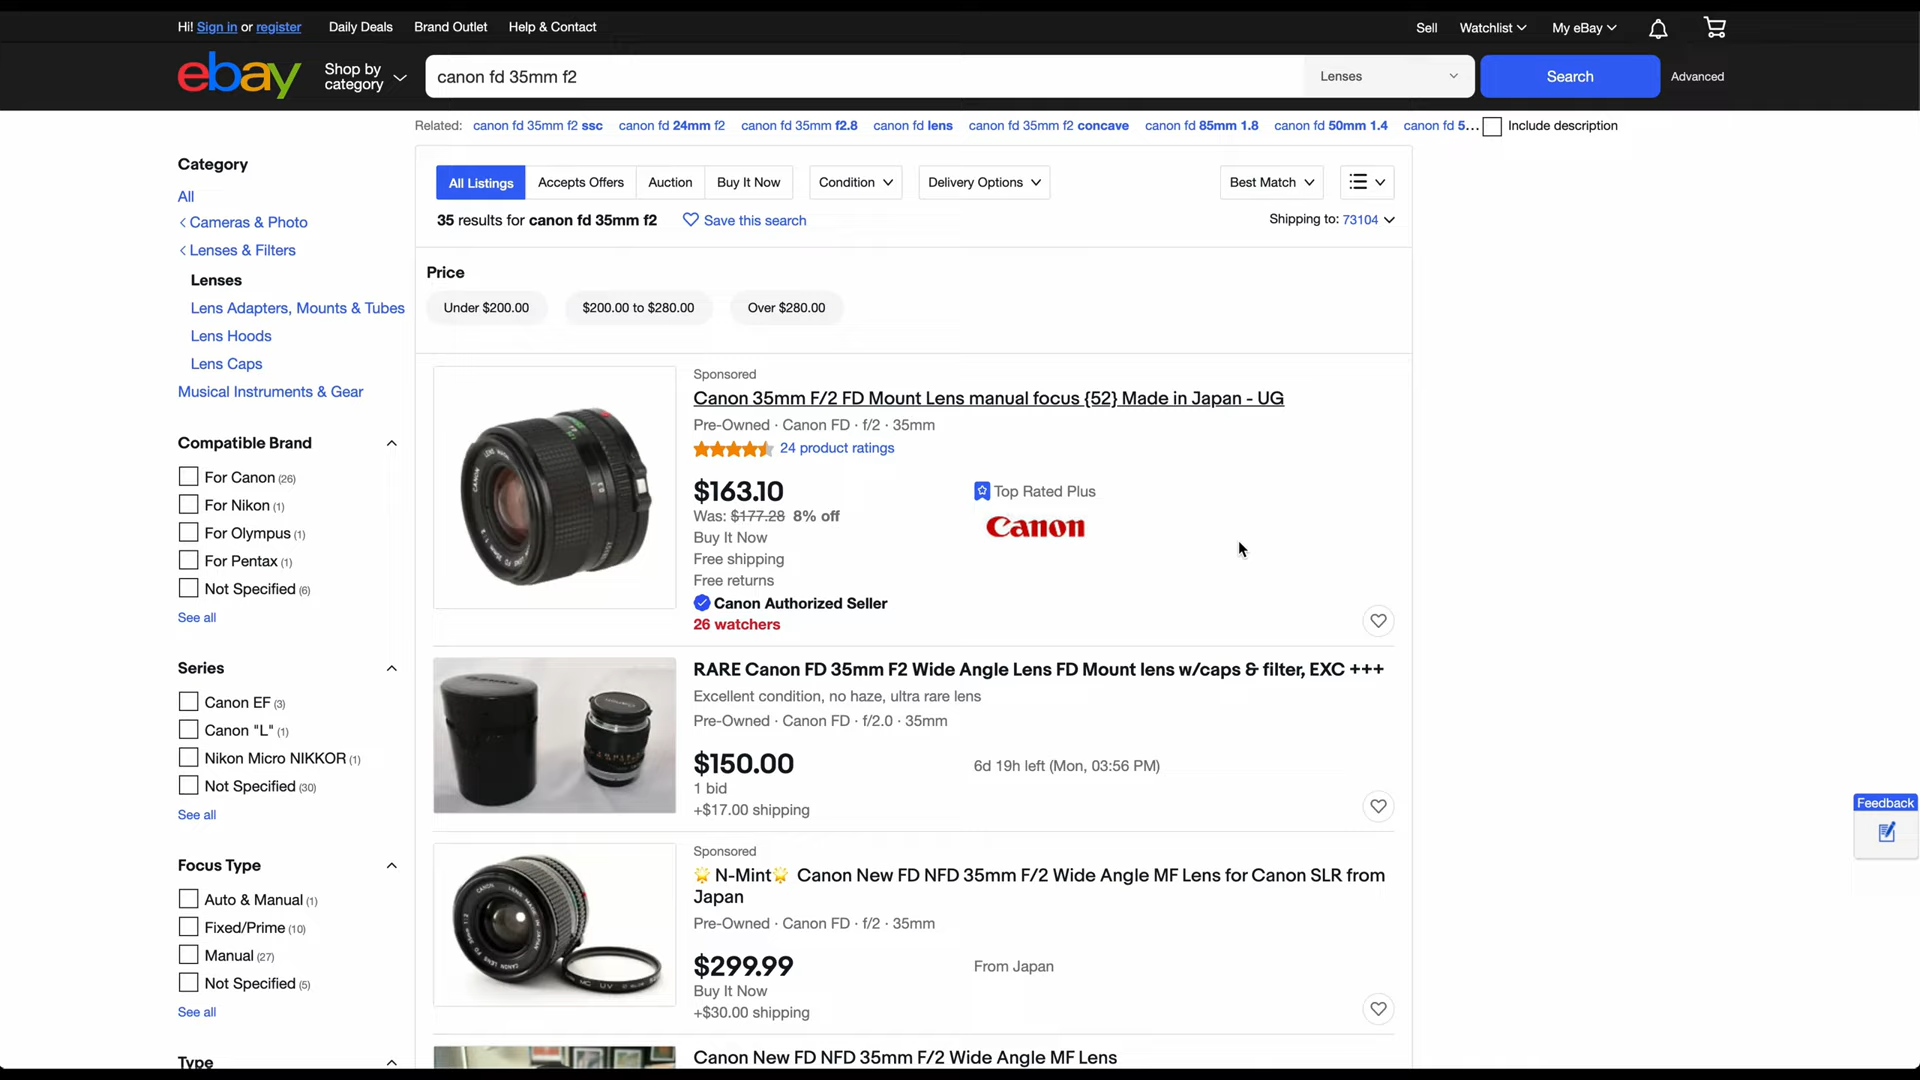 Hi! Sign in or register Daily Deals Brand Outlet Help & Contact Sell Watchlist My eBay
ebay
Shop by category
canon fd 35mm f2
Lenses
Search
Advanced
Related: canon fd 35mm f2 ssc canon fd 24mm f2 canon fd 35mm f2.8 canon fd lens canon fd 35mm f2 concave canon fd 85mm 1.8 canon fd 50mm 1.4 canon fd 5... Include description
Category
All
< Cameras & Photo
< Lenses & Filters
Lenses
Lens Adapters, Mounts & Tubes
Lens Hoods
Lens Caps
Musical Instruments & Gear
Compatible Brand
For Canon (26)
For Nikon (1)
For Olympus (1)
For Pentax (1)
Not Specified (6)
See all
Series
Canon EF (3)
Canon "L" (1)
Nikon Micro NIKKOR (1)
Not Specified (30)
See all
Focus Type
Auto & Manual (1)
Fixed/Prime (10)
Manual (27)
Not Specified (5)
See all
Type
All Listings Accepts Offers Auction Buy It Now Condition Delivery Options Best Match
35 results for canon fd 35mm f2 Save this search Shipping to: 73104
Price
Under $200.00 $200.00 to $280.00 Over $280.00
Sponsored
Canon 35mm F/2 FD Mount Lens manual focus {52} Made in Japan - UG
Pre-Owned · Canon FD · f/2 · 35mm
24 product ratings
$163.10 Top Rated Plus
Was: $177.28 8% off
Canon
Buy It Now
Free shipping
Free returns
Canon Authorized Seller
26 watchers
RARE Canon FD 35mm F2 Wide Angle Lens FD Mount lens w/caps & filter, EXC +++
Excellent condition, no haze, ultra rare lens
Pre-Owned · Canon FD · f/2.0 · 35mm
$150.00 6d 19h left (Mon, 03:56 PM)
1 bid
+$17.00 shipping
Sponsored
🌟 N-Mint🌟 Canon New FD NFD 35mm F/2 Wide Angle MF Lens for Canon SLR from
Japan
Pre-Owned · Canon FD · f/2 · 35mm
$299.99 From Japan
Buy It Now
+$30.00 shipping
Canon New FD NFD 35mm F/2 Wide Angle MF Lens
Feedback